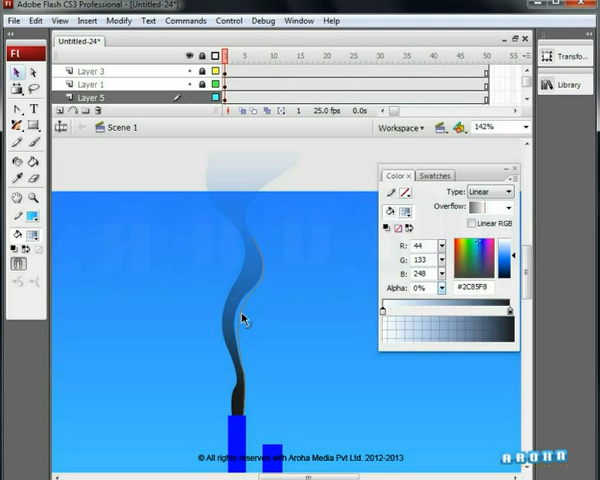 Adobe Flash CS3 Professional - [Untitled-24*]
File Edit View Insert Modify Text Commands Control Debug Window Help
Untitled-24*
5 10 15 20 25 30 35 40 45 50 55
Layer 3
Layer 1
Layer 5
1 25.0 fps 0.0s
Scene 1
Workspace
142%
Fl
T
Transfo...
Library
Color Swatches
Type: Linear
Overflow:
Linear RGB
R: 44
G: 133
B: 248
Alpha: 0%
#2C85F8
AROHA
© All rights reserved with Aroha Media Pvt Ltd. 2012-2013
AROHA